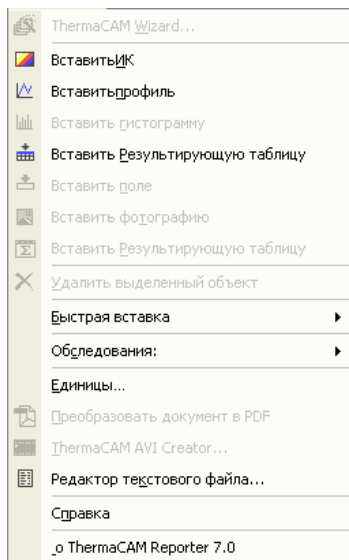 ThermaCAM Wizard...
ВставитьИК
Вставитьпрофиль
Вставить гистограмму
Вставить Результирующую таблицу
Вставить поле
Вставить фотографию
Вставить Результирующую таблицу
Удалить выделенный объект
Быстрая вставка
Обследования:
Единицы...
Преобразовать документ в PDF
ThermaCAM AVI Creator...
Редактор текстового файла...
Справка
_о ThermaCAM Reporter 7.0